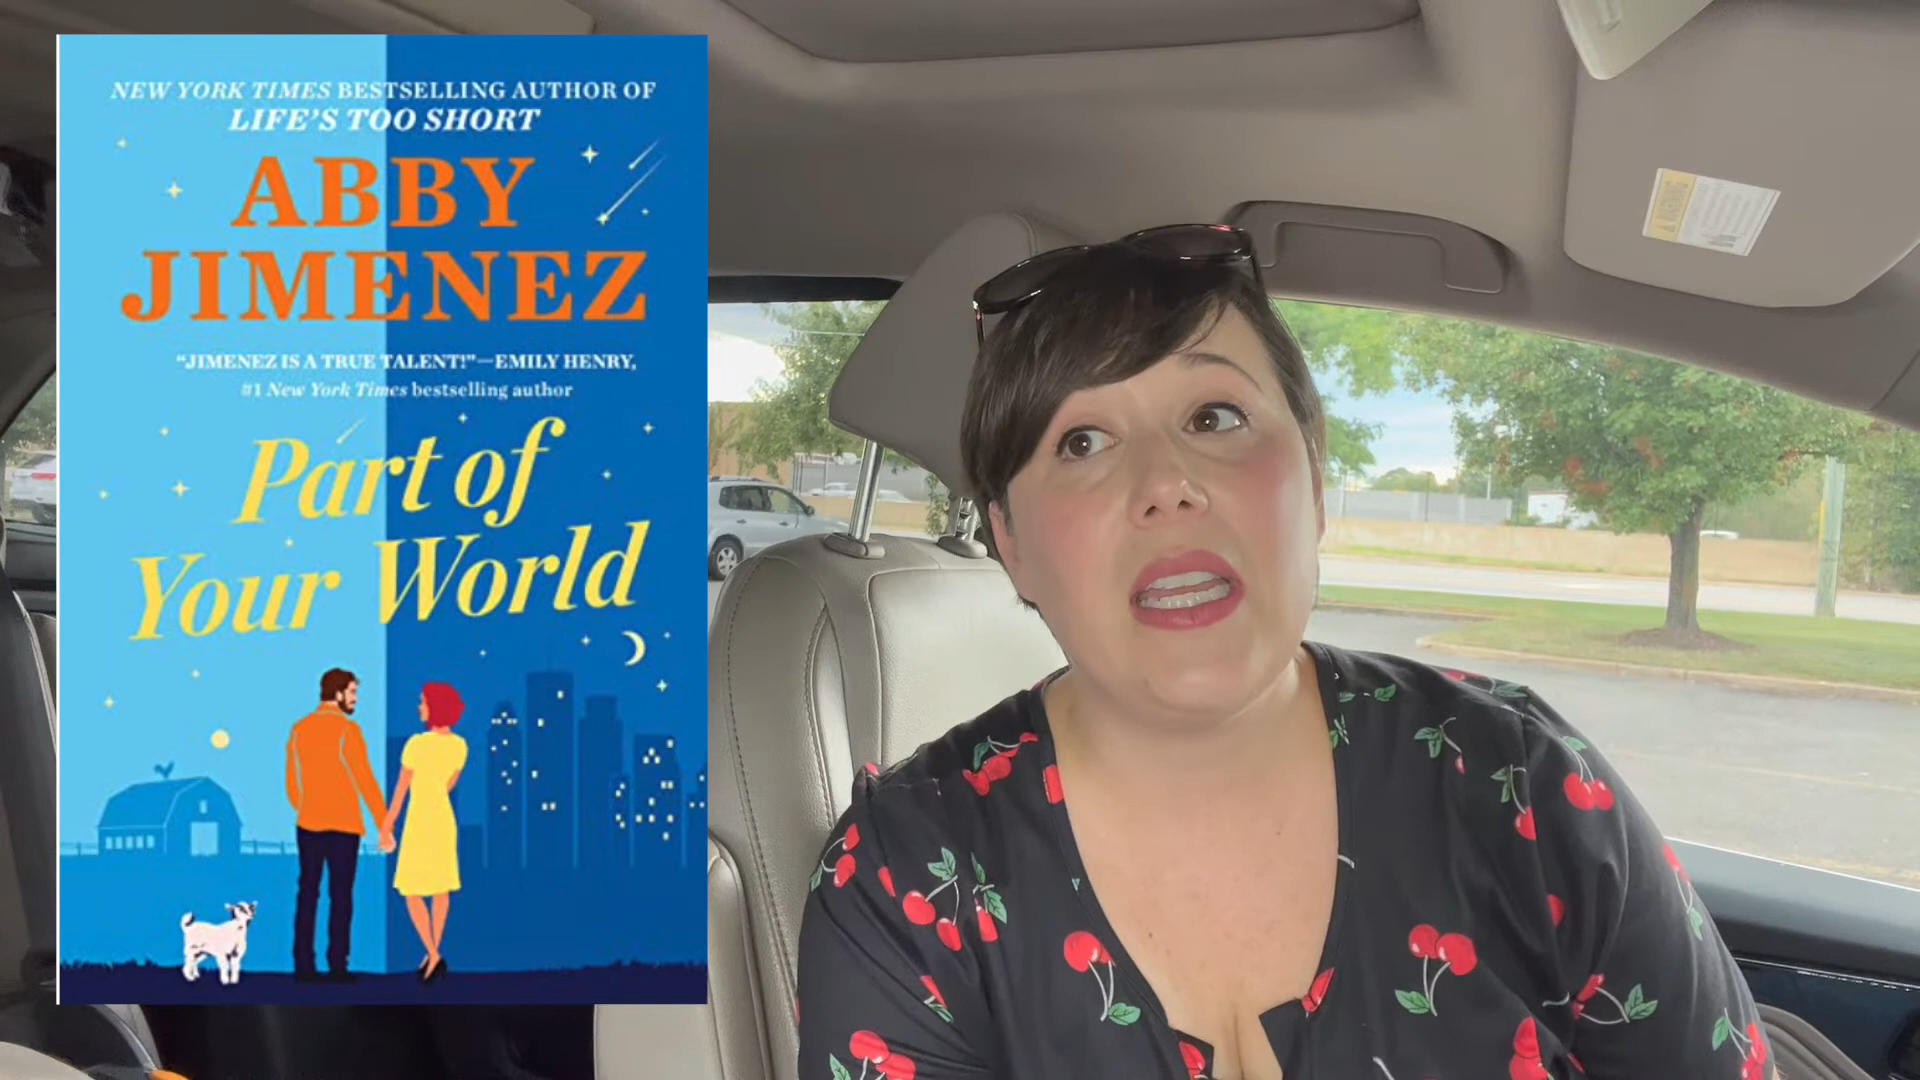 NEW YORK TIMES BESTSELLING AUTHOR OF
LIFE'S TOO SHORT
ABBY
JIMENEZ
“JIMENEZ IS A TRUE TALENT!”—EMILY HENRY,
#1 New York Times bestselling author
Part of
Your World